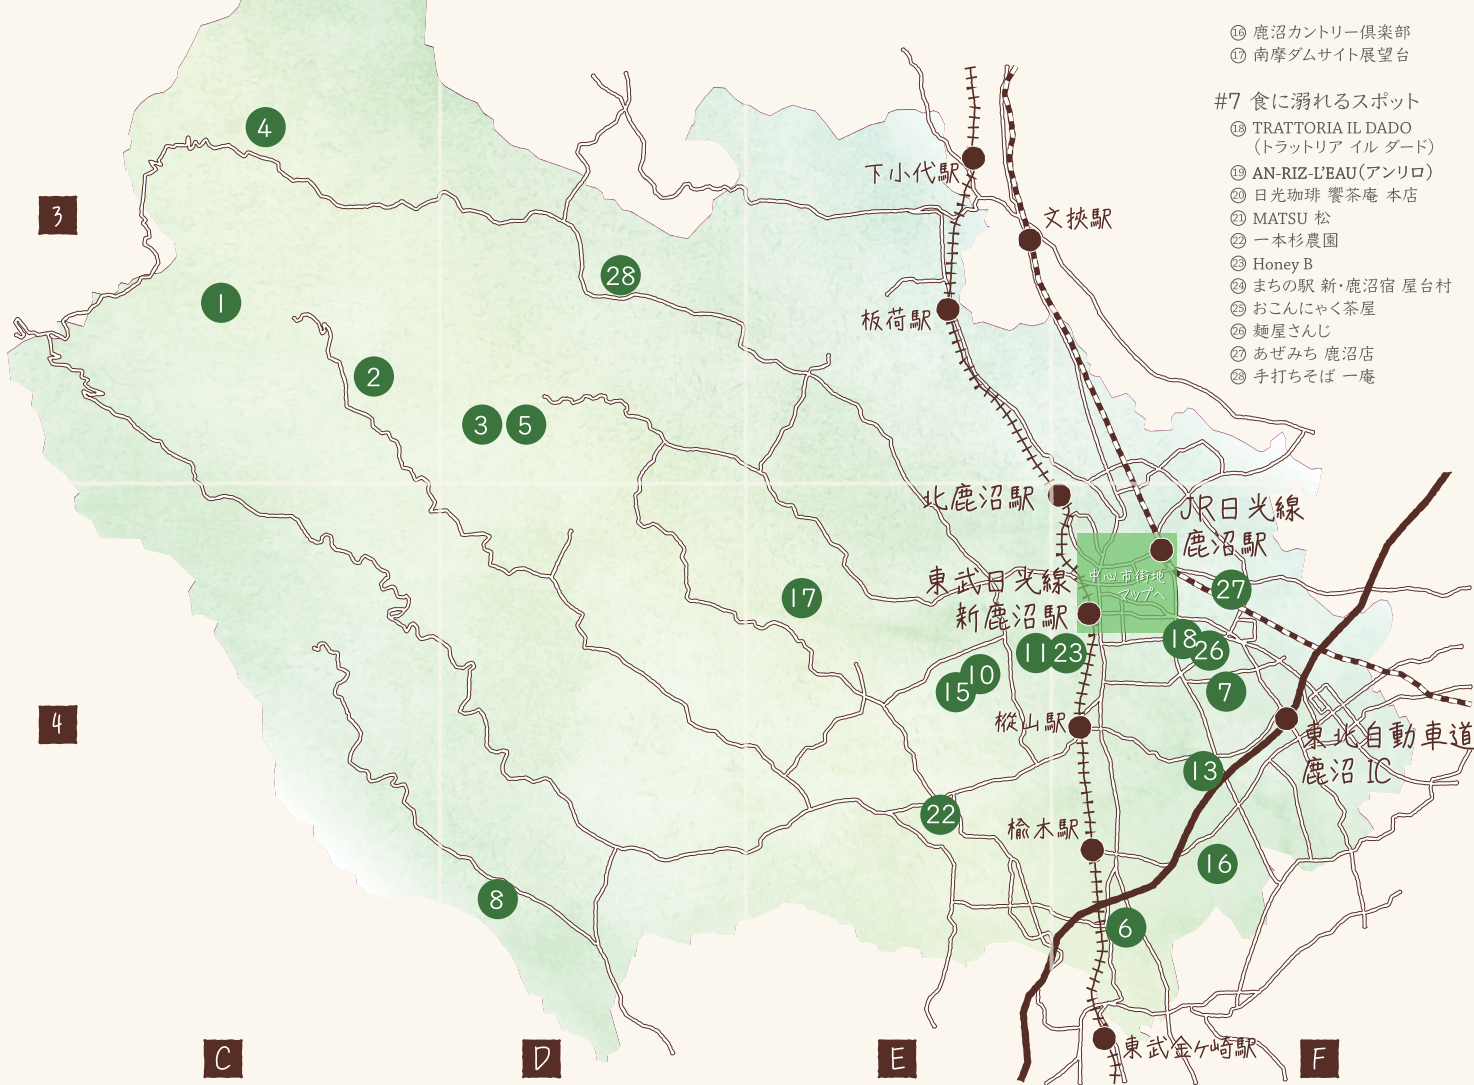 ⑯ 鹿沼カントリー倶楽部
⑰ 南摩ダムサイト展望台
#7 食に溺れるスポット
⑱ TRATTORIA IL DADO
（トラットリア イル ダード）
⑲ AN-RIZ-L'EAU（アンリロ）
⑳ 日光珈琲 饗茶庵 本店
㉑ MATSU 松
㉒ 一本杉農園
㉓ Honey B
㉔ まちの駅 新・鹿沼宿 屋台村
㉕ おこんにゃく茶屋
㉖ 麺屋さんじ
㉗ あぜみち 鹿沼店
㉘ 手打ちそば 一庵
4
下小代駅
3
文挾駅
28
1
板荷駅
2
3
5
北鹿沼駅
JR日光線
鹿沼駅
中心市街地
マップへ
東武日光線
新鹿沼駅
27
17
18
26
11
23
10
15
7
4
樅山駅
東北自動車道
鹿沼 IC
13
22
楡木駅
16
8
6
東武金ヶ崎駅
C
D
E
F